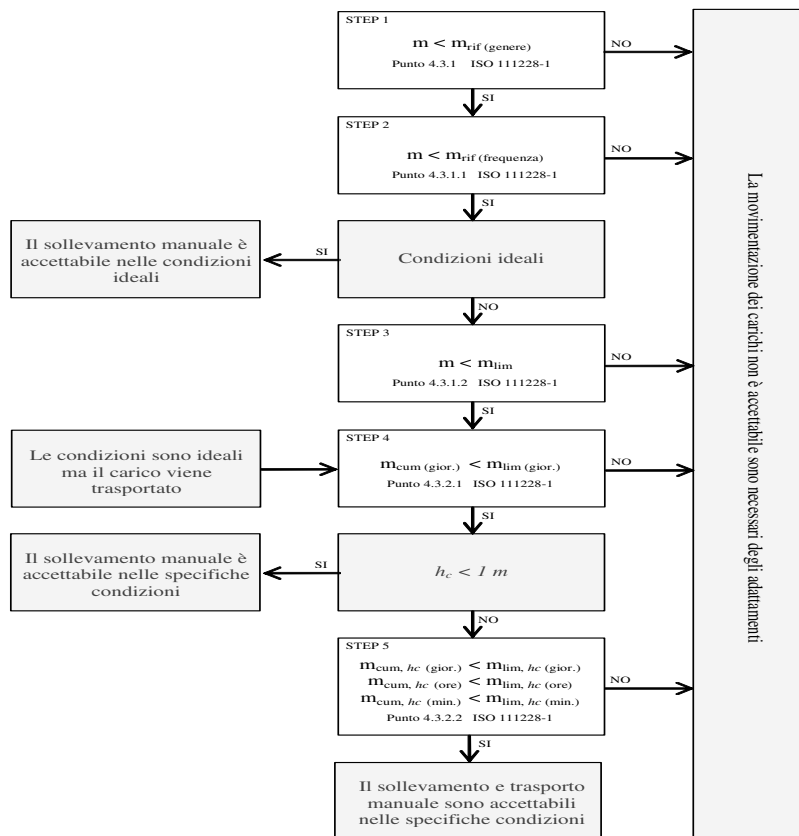 STEP 1
m < mrif (genere)
Punto 4.3.1 ISO 111228-1
NO
SI
STEP 2
m < mrif(frequenza)
Punto 4.3.1.1 ISO 111228-1
NO
SI
Il sollevamento manuale è
accettabile nelle condizioni
ideali
SI
Condizioni ideali
NO
STEP 3
m < mlim
Punto 4.3.1.2 ISO 111228-1
NO
SI
Le condizioni sono ideali
ma il carico viene
trasportato
STEP 4
mcum (gior.) < mlim (gior.)
Punto 4.3.2.1 ISO 111228-1
NO
SI
Il sollevamento manuale è
accettabile nelle specifiche
condizioni
SI
hc < 1 m
NO
STEP 5
mcum, hc (gior.) < mlim, hc (gior.)
mcum, hc (ore) < mlim, hc (ore)
mcum, hc (min.) < mlim, hc (min.)
Punto 4.3.2.2 ISO 111228-1
NO
SI
Il sollevamento e trasporto
manuale sono accettabili
nelle specifiche condizioni
La movimentazione dei carichi non è accettabile sono necessari degli adattamenti